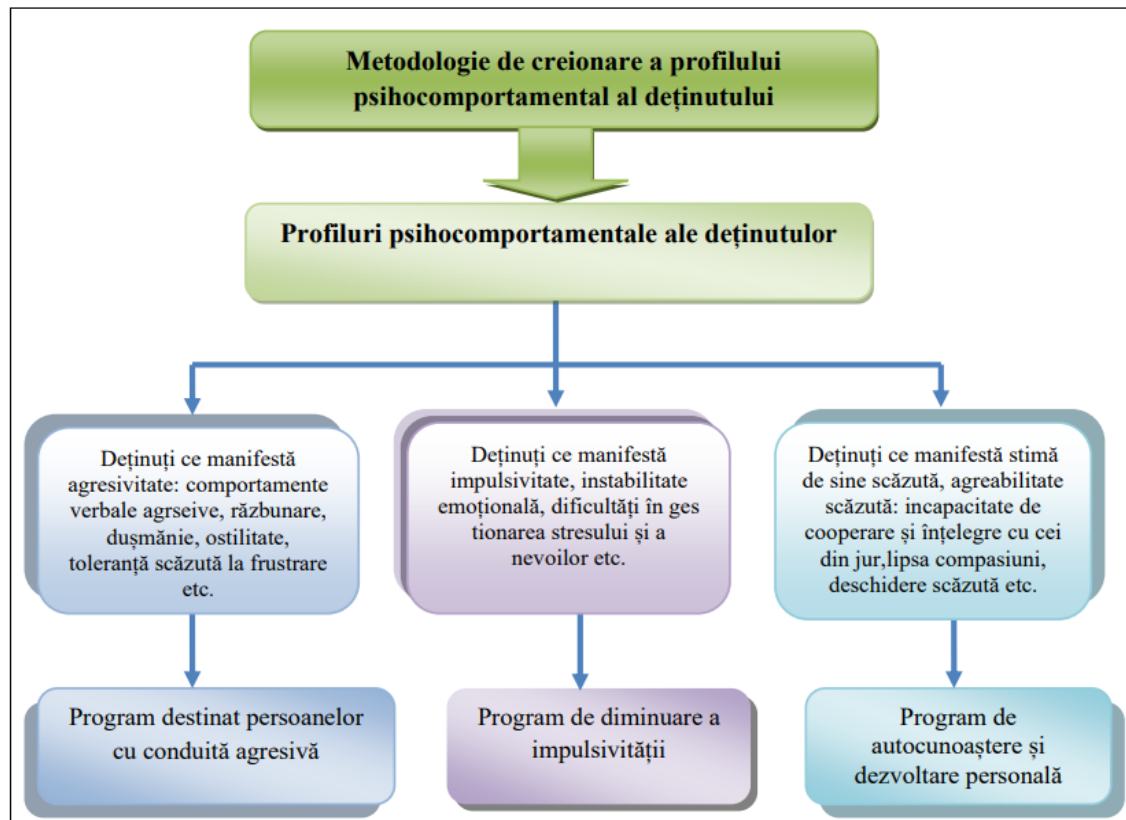 Metodologie de creionare a profilului
psihocomportamental al deținutului
Profiluri psihocomportamentale ale deținutulor
Deținuți ce manifestă
agresivitate: comportamente
verbale agrseive, răzbunare,
dușmănie, ostilitate,
toleranță scăzută la frustrare
etc.
Deținuți ce manifestă
impulsivitate, instabilitate
emoțională, dificultăți în ges
tionarea stresului și a
nevoilor etc.
Deținuți ce manifestă stimă
de sine scăzută, agreabilitate
scăzută: incapacitate de
cooperare și înțelegre cu cei
din jur,lipsa compasiuni,
deschidere scăzută etc.
Program destinat persoanelor
cu conduită agresivă
Program de diminuare a
impulsivității
Program de
autocunoaștere și
dezvoltare personală